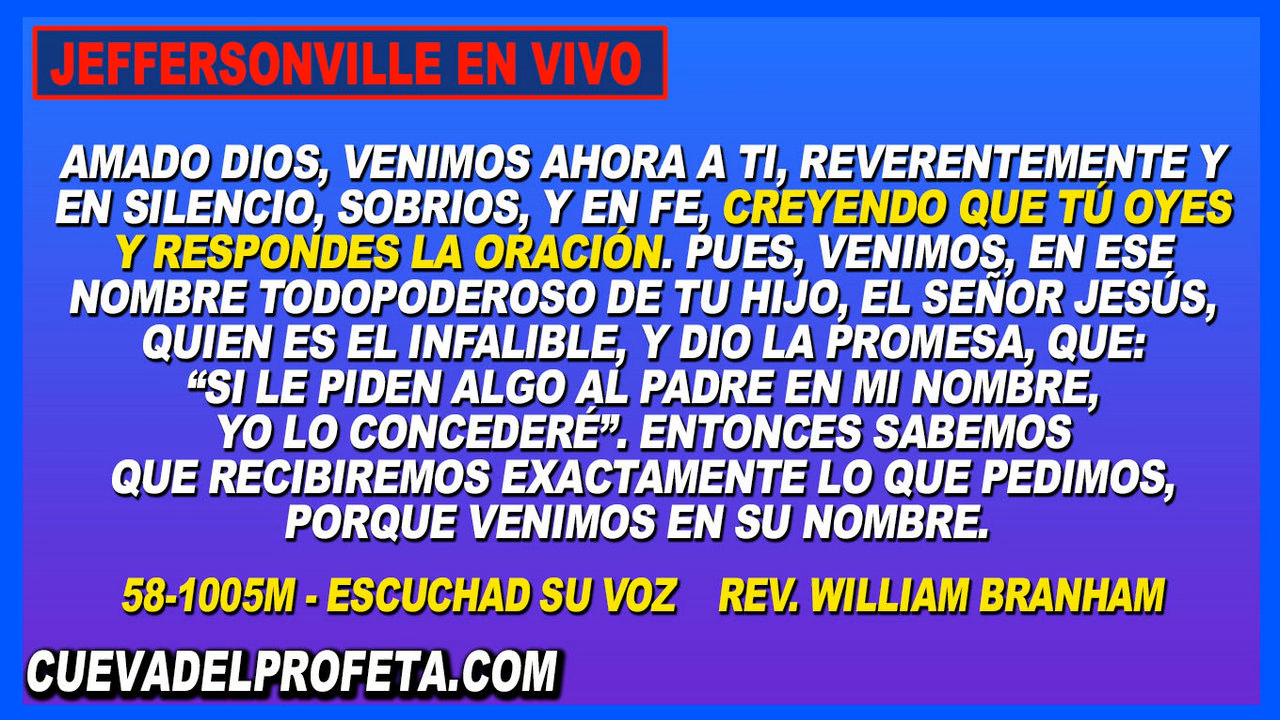 JEFFERSONVILLE EN VIVO
AMADO DIOS, VENIMOS AHORA A TI, REVERENTEMENTE Y
EN SILENCIO, SOBRIOS, Y EN FE, CREYENDO QUE TÚ OYES
Y RESPONDES LA ORACIÓN. PUES, VENIMOS, EN ESE
NOMBRE TODOPODEROSO DE TU HIJO, EL SEÑOR JESÚS,
QUIEN ES EL INFALIBLE, Y DIO LA PROMESA, QUE:
“SI LE PIDEN ALGO AL PADRE EN MI NOMBRE,
YO LO CONCEDERÉ”. ENTONCES SABEMOS
QUE RECIBIREMOS EXACTAMENTE LO QUE PEDIMOS,
PORQUE VENIMOS EN SU NOMBRE.
58-1005M - ESCUCHAD SU VOZ REV. WILLIAM BRANHAM
CUEVADELPROFETA.COM